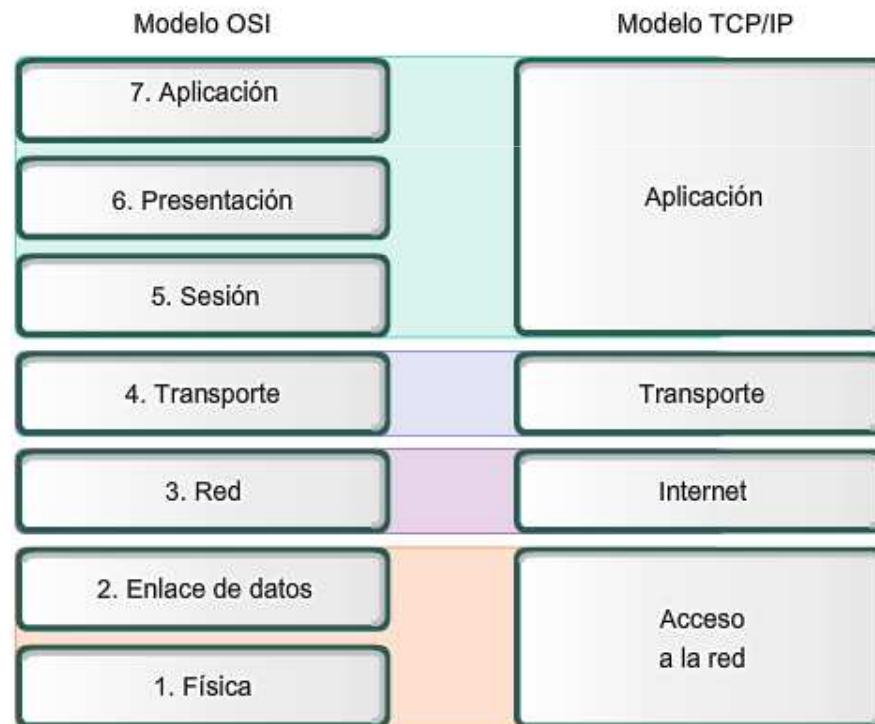 Modelo OSI
Modelo TCP/IP
7. Aplicación
6. Presentación
5. Sesión
4. Transporte
3. Red
2. Enlace de datos
1. Física
Aplicación
Transporte
Internet
Acceso
a la red